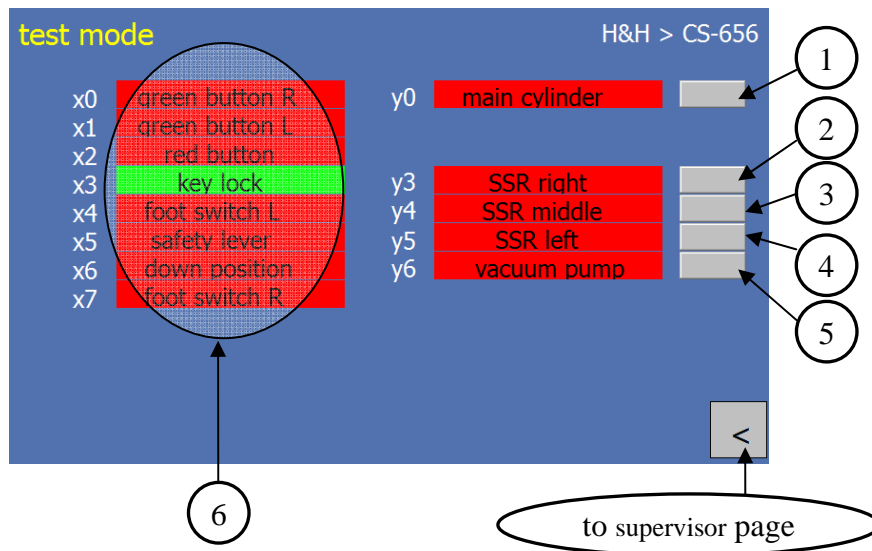 test mode
H&H > CS-656
x0 green button R
x1 green button L
x2 red button
x3 key lock
x4 foot switch L
x5 safety lever
x6 down position
x7 foot switch R
y0 main cylinder
y3 SSR right
y4 SSR middle
y5 SSR left
y6 vacuum pump
1
2
3
4
5
<
6
to supervisor page